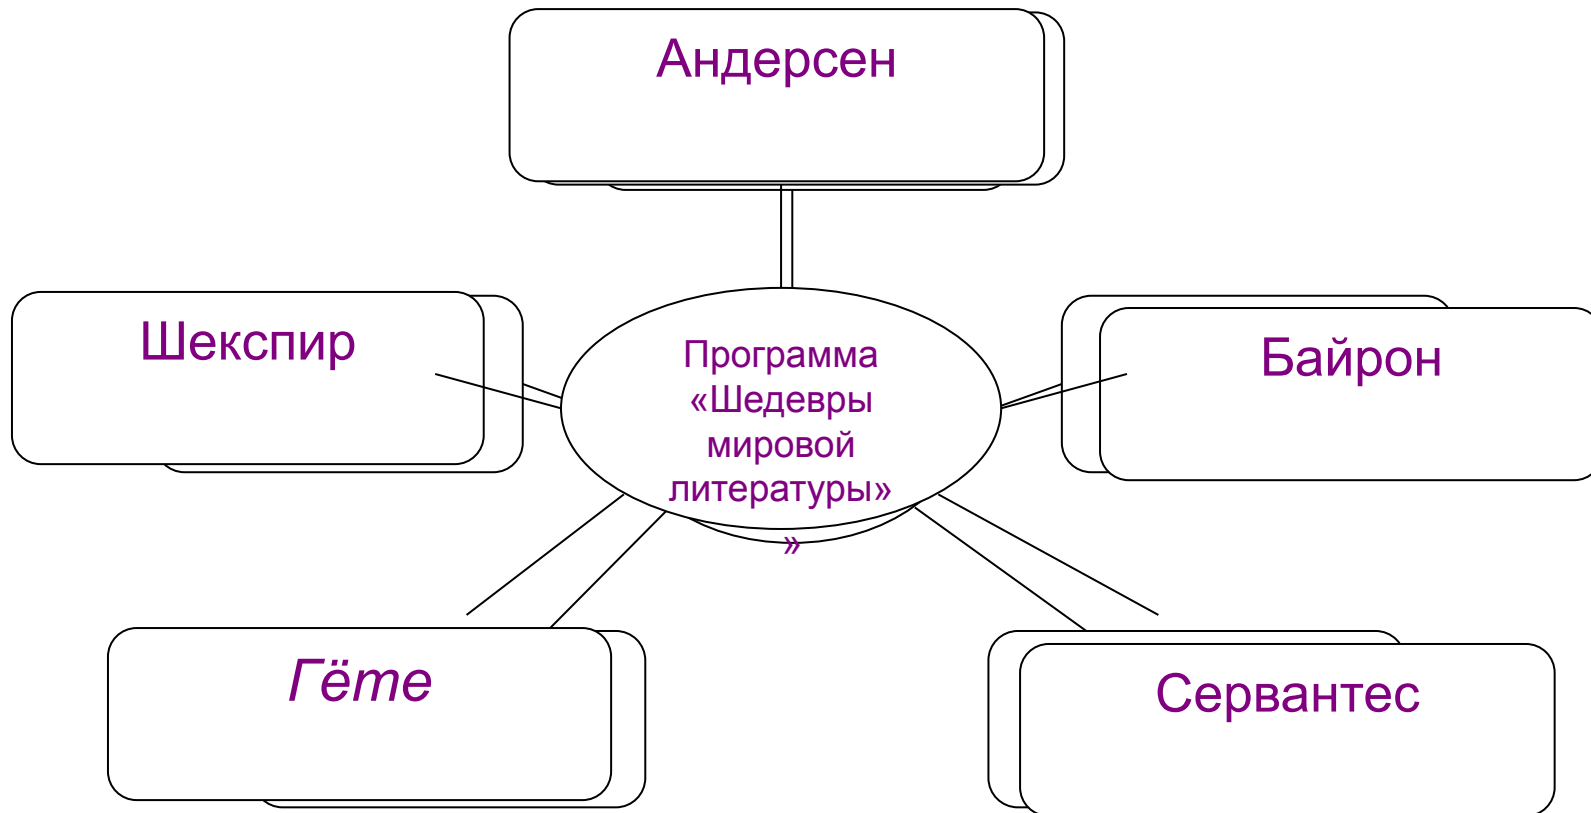 Андерсен
Шекспир
Программа
«Шедевры
мировой
литературы»
»
Байрон
Гёте
Сервантес